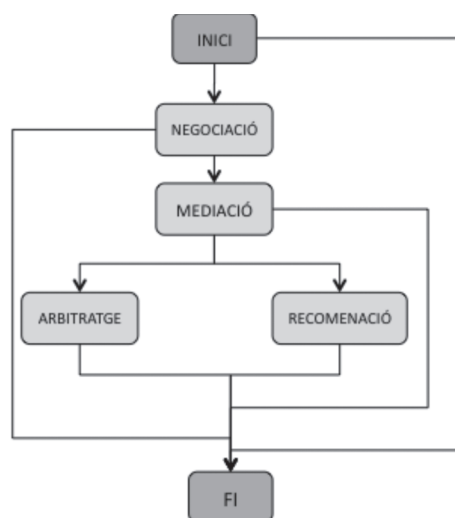 INICI
NEGOCIACIÓ
MEDIACIÓ
ARBITRATGE
RECOMENACIÓ
FI